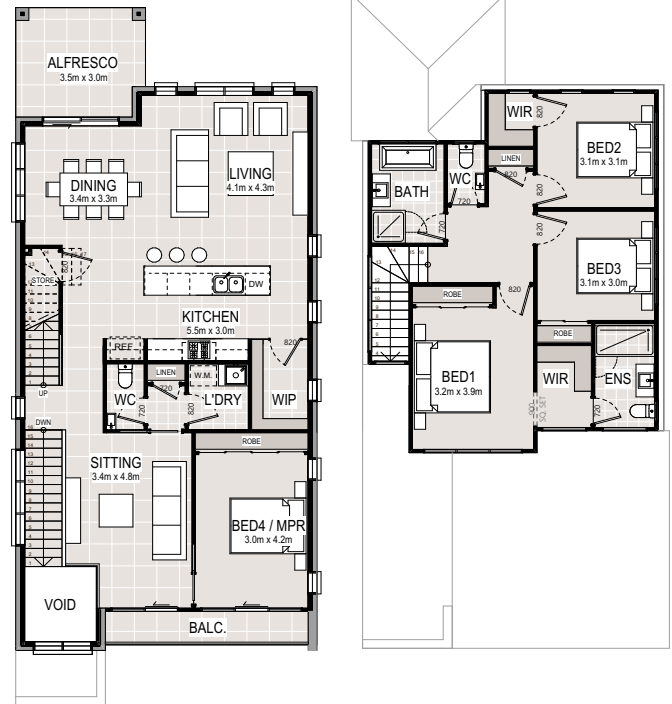 ALFRESCO
3.5m x 3.0m
DINING
3.4m x 3.3m
LIVING
4.1m x 4.3m
STORE
820
DW
KITCHEN
5.5m x 3.0m
REF.
820
WC
LINEN
720
W.M.
L'DRY
WIP
720
820
UP
DWN
ROBE
SITTING
3.4m x 4.8m
BED4 / MPR
3.0m x 4.2m
VOID
BALC.
WIR
820
BED2
3.1m x 3.1m
LINEN
820
820
BATH
WC
720
720
820
BED3
3.1m x 3.0m
ROBE
820
ROBE
BED1
3.2m x 3.9m
WIR
ENS
900
SQ. SET
720